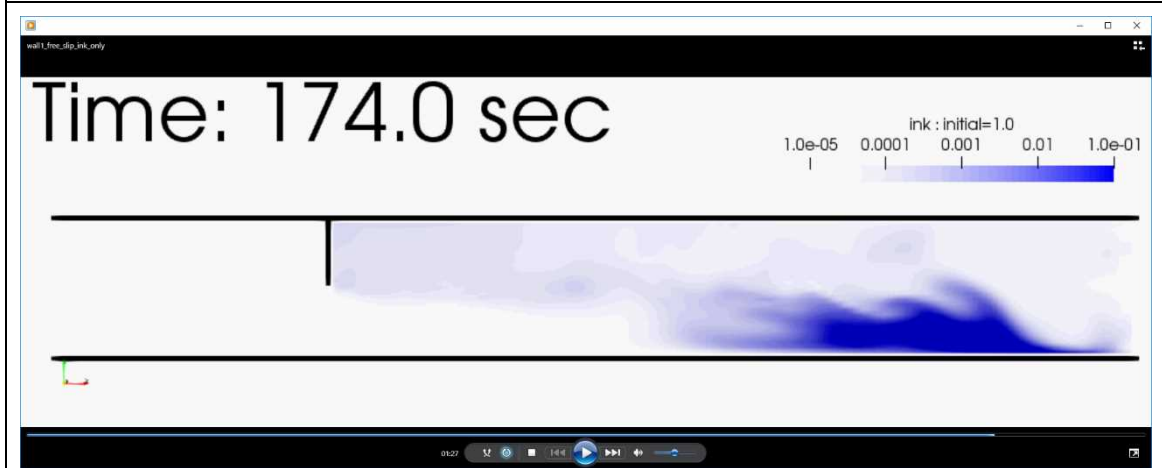 wall1_free_slip_ink_only
Time: 174.0 sec
ink : initial=1.0
1.0e-05 0.0001 0.001 0.01 1.0e-01
01:27